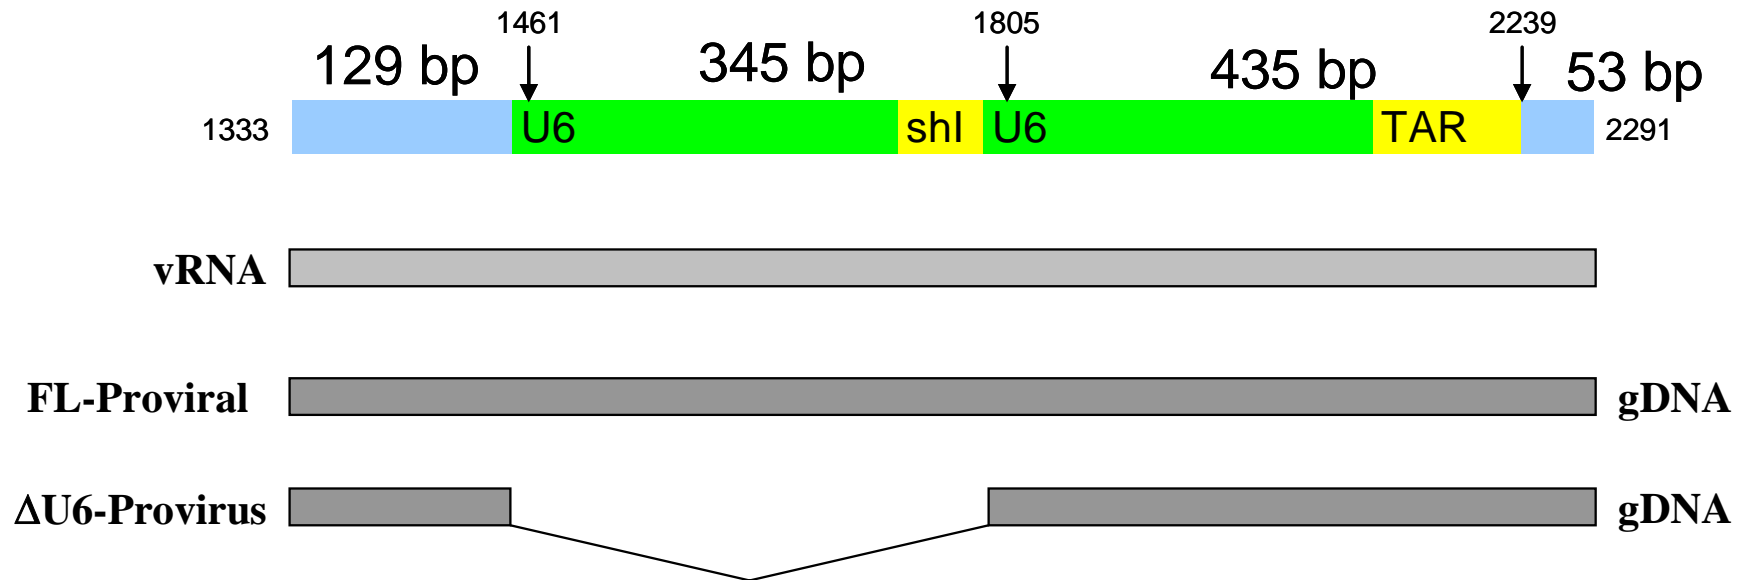 1461 1805 2239
129 bp 345 bp 435 bp 53 bp
1333 U6 shI U6 TAR 2291
vRNA
FL-Proviral gDNA
ΔU6-Provirus gDNA